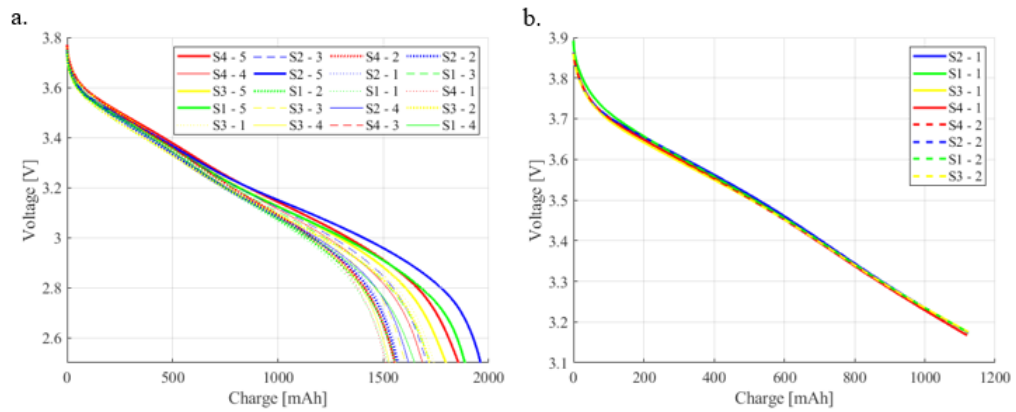 a.
3.8
3.6
3.4
3.2
3
2.8
2.6
Voltage [V]
S4 - 5 S2 - 3 S4 - 2 S2 - 2
S4 - 4 S2 - 5 S2 - 1 S1 - 3
S3 - 5 S1 - 2 S1 - 1 S4 - 1
S1 - 5 S3 - 3 S2 - 4 S3 - 2
S3 - 1 S3 - 4 S4 - 3 S1 - 4
0 500 1000 1500 2000
Charge [mAh]
b.
3.9
3.8
3.7
3.6
3.5
3.4
3.3
3.2
3.1
Voltage [V]
S2 - 1
S1 - 1
S3 - 1
S4 - 1
S4 - 2
S2 - 2
S1 - 2
S3 - 2
0 200 400 600 800 1000 1200
Charge [mAh]